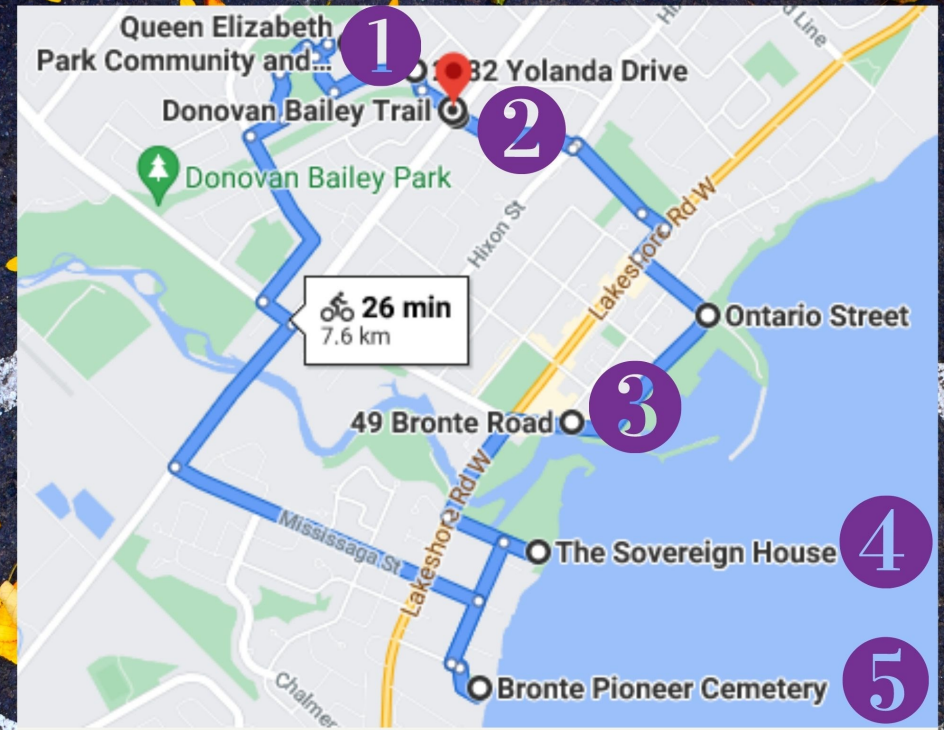 Queen Elizabeth
Park Community and...
1
32 Yolanda Drive
Donovan Bailey Trail
2
Donovan Bailey Park
Hixon St
Lakeshore Rd W
Line
26 min
7.6 km
Ontario Street
49 Bronte Road
3
Lakeshore Rd W
Mississaga St
The Sovereign House
4
Bronte Pioneer Cemetery
5
Chalmer